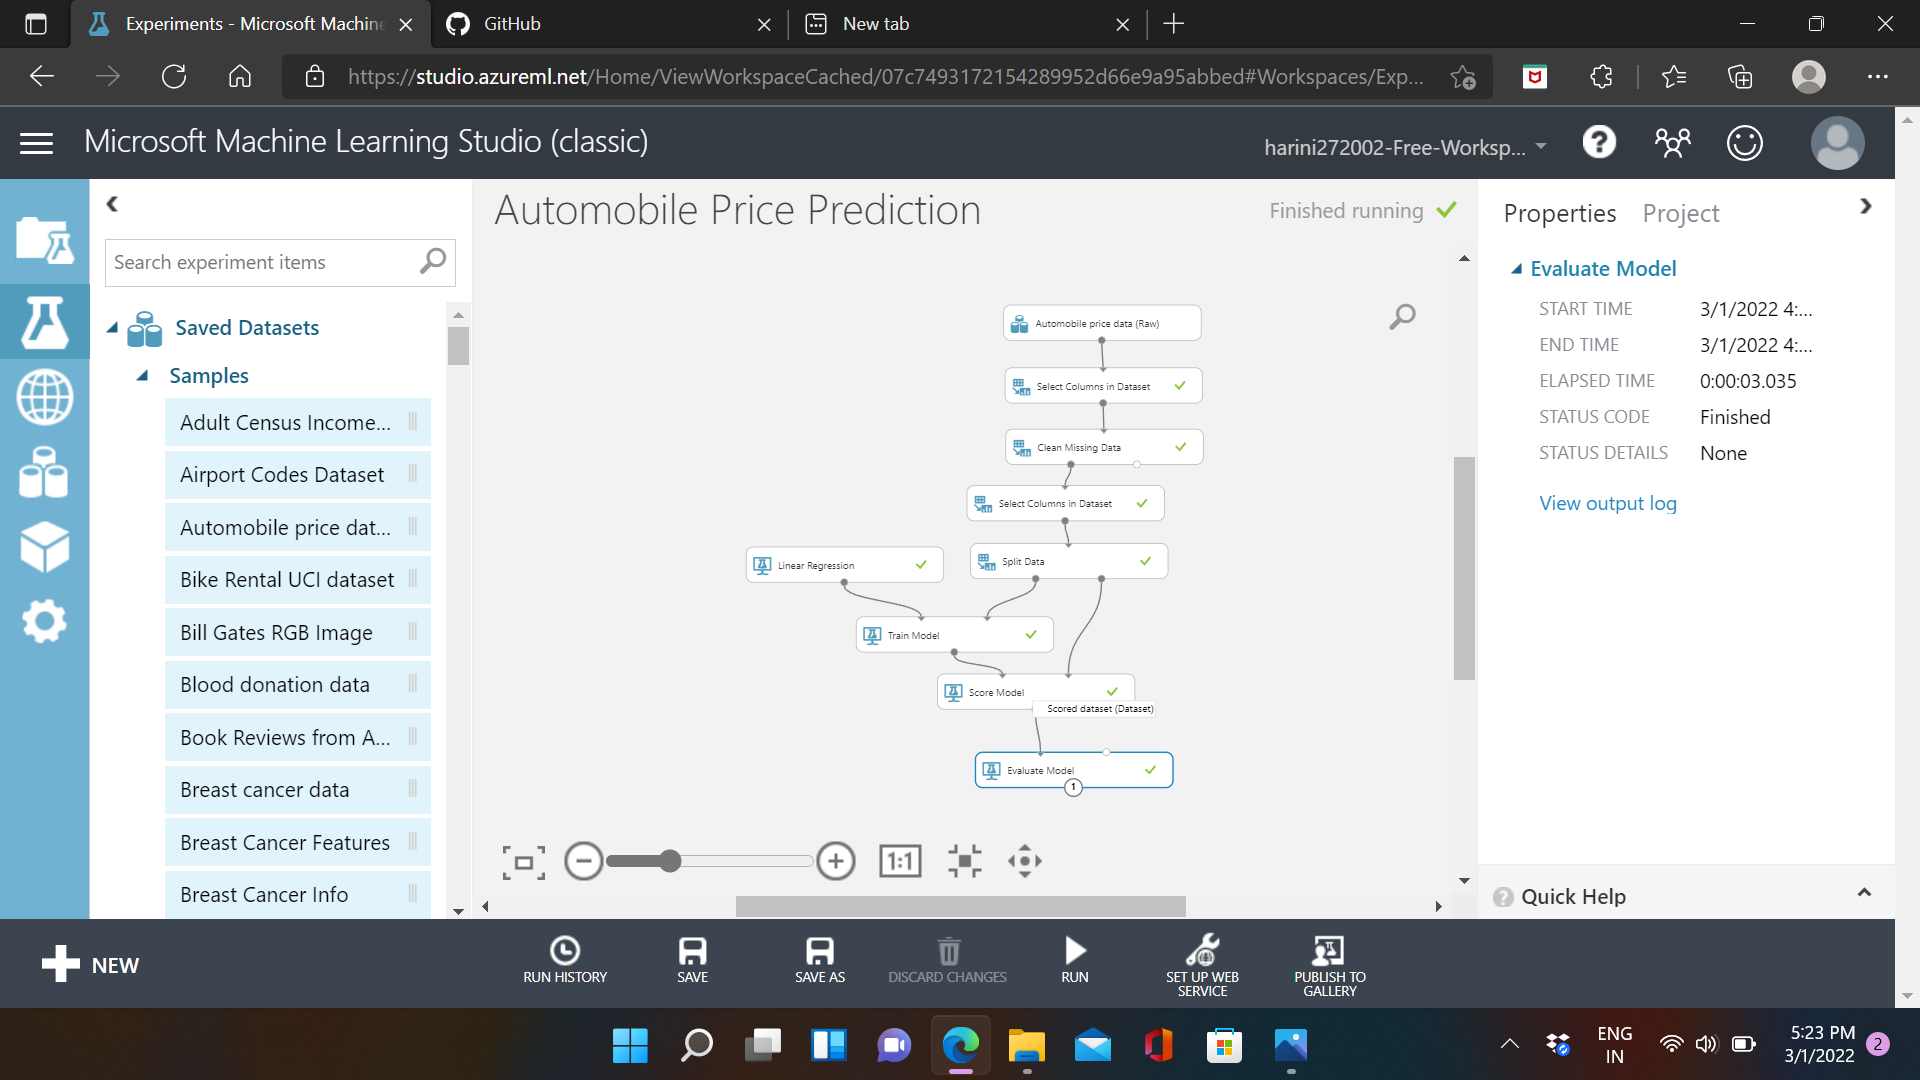 Experiments - Microsoft Machine
GitHub
New tab
https://studio.azureml.net/Home/ViewWorkspaceCached/07c7493172154289952d66e9a95abbed#Workspaces/Exp...
Microsoft Machine Learning Studio (classic)
harini272002-Free-Worksp...
?
Search experiment items
Saved Datasets
Samples
Adult Census Income...
Airport Codes Dataset
Automobile price dat...
Bike Rental UCI dataset
Bill Gates RGB Image
Blood donation data
Book Reviews from A...
Breast cancer data
Breast Cancer Features
Breast Cancer Info
Automobile Price Prediction
Finished running
Automobile price data (Raw)
Select Columns in Dataset
Clean Missing Data
Select Columns in Dataset
Linear Regression
Split Data
Train Model
Score Model
Scored dataset (Dataset)
Evaluate Model
1
1:1
Properties
Project
Evaluate Model
START TIME 3/1/2022 4:...
END TIME 3/1/2022 4:...
ELAPSED TIME 0:00:03.035
STATUS CODE Finished
STATUS DETAILS None
View output log
? Quick Help
NEW
RUN HISTORY
SAVE
SAVE AS
DISCARD CHANGES
RUN
SET UP WEB
SERVICE
PUBLISH TO
GALLERY
ENG
IN
5:23 PM
3/1/2022
2